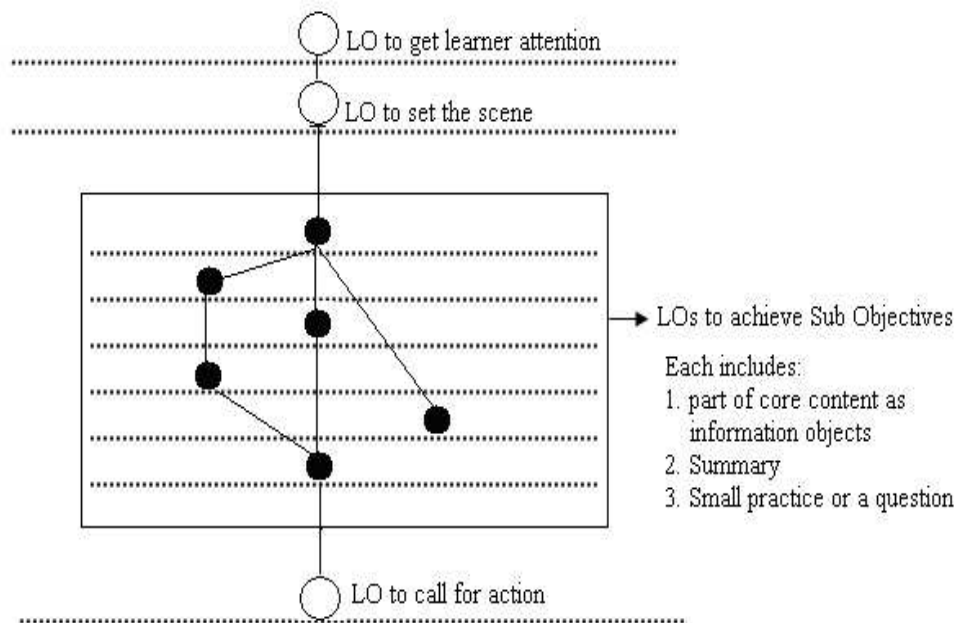 LO to get learner attention
LO to set the scene
LOs to achieve Sub Objectives
Each includes:
1. part of core content as
information objects
2. Summary
3. Small practice or a question
LO to call for action